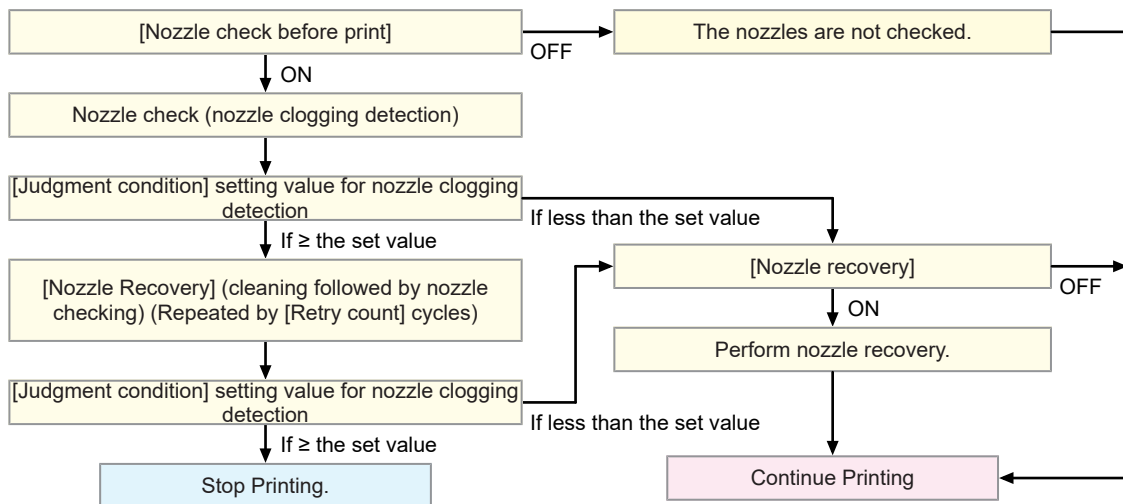 [Nozzle check before print]
OFF
The nozzles are not checked.
ON
Nozzle check (nozzle clogging detection)
[Judgment condition] setting value for nozzle clogging
detection
If less than the set value
If ≥ the set value
[Nozzle recovery]
OFF
[Nozzle Recovery] (cleaning followed by nozzle
checking) (Repeated by [Retry count] cycles)
ON
Perform nozzle recovery.
[Judgment condition] setting value for nozzle clogging
detection
If less than the set value
If ≥ the set value
Stop Printing.
Continue Printing